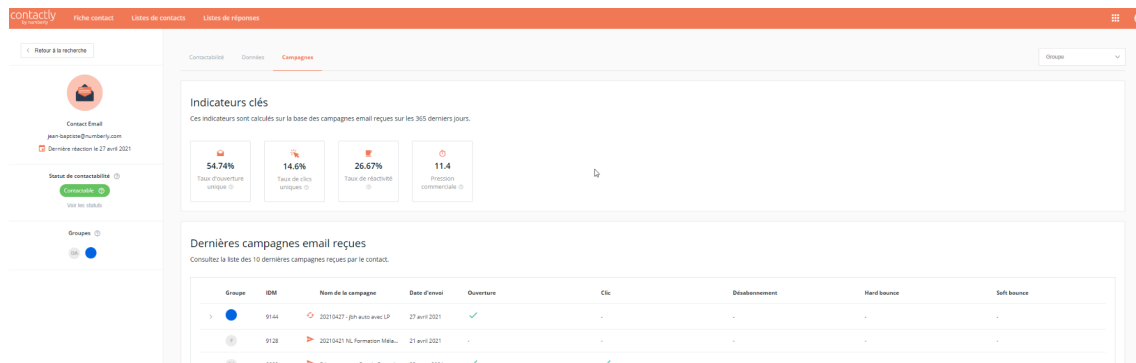 contactly
by numberly
Fiche contact
Listes de contacts
Listes de réponses
< Retour à la recherche
Contactabilité
Données
Campagnes
Groupe
Contact Email
jean-baptiste@numberly.com
Dernière réaction le 27 avril 2021
Statut de contactabilité
Contactable
Voir les statuts
Groupes
Indicateurs clés
Ces indicateurs sont calculés sur la base des campagnes email reçues sur les 365 derniers jours.
54.74%
Taux d'ouverture
unique
14.6%
Taux de clics
uniques
26.67%
Taux de réactivité
11.4
Pression
commerciale
Dernières campagnes email reçues
Consultez la liste des 10 dernières campagnes reçues par le contact.
Groupe IDM Nom de la campagne Date d'envoi Ouverture Clic Désabonnement Hard bounce Soft bounce
9144 20210427 - jbh auto avec LP 27 avril 2021 - - - -
9128 20210421 NL Formation Méla... 21 avril 2021 - - - - -